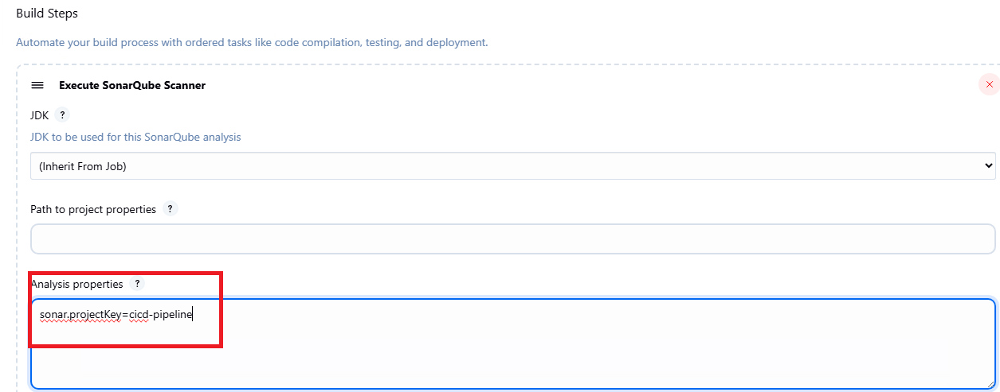 Build Steps
Automate your build process with ordered tasks like code compilation, testing, and deployment.
Execute SonarQube Scanner
JDK ?
JDK to be used for this SonarQube analysis
(Inherit From Job)
Path to project properties ?
Analysis properties ?
sonar.projectKey=cicd-pipeline